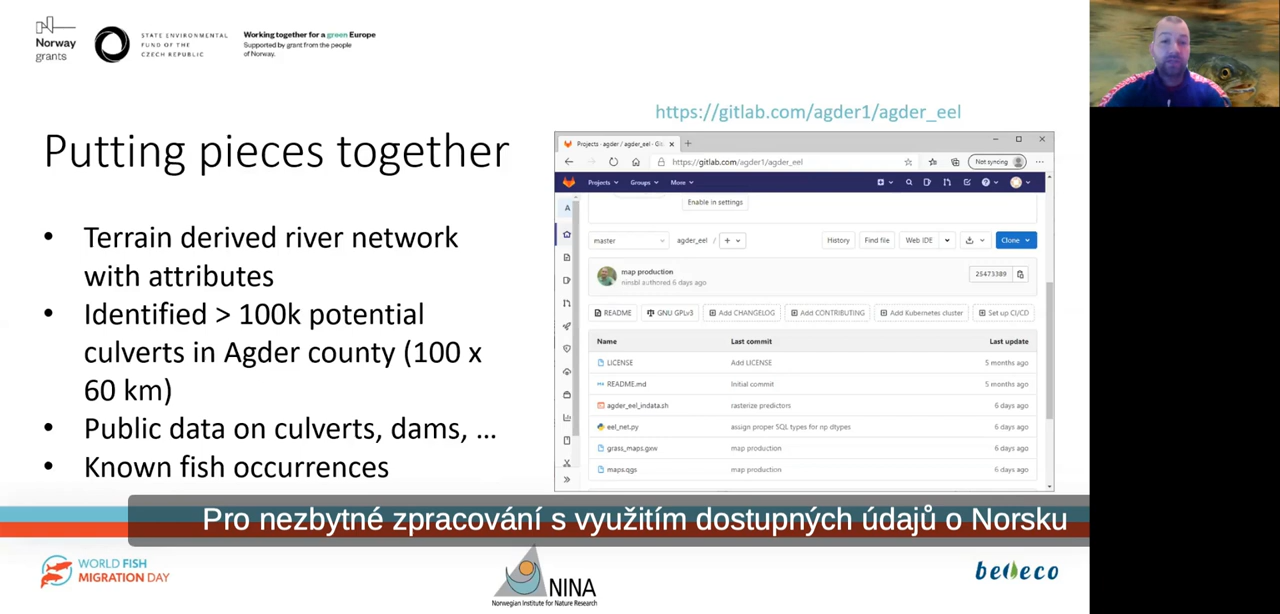 Norway
grants
STATE ENVIRONMENTAL
FUND OF THE
CZECH REPUBLIC
Working together for a green Europe
Supported by grant from the people
of Norway.
https://gitlab.com/agder1/agder_eel
Putting pieces together
• Terrain derived river network
with attributes
• Identified > 100k potential
culverts in Agder county (100 x
60 km)
• Public data on culverts, dams, ...
• Known fish occurrences
Projects · agder / agder_eel · Git
https://gitlab.com/agder1/agder_eel
Not syncing
Projects Groups More
A
Enable in settings
master agder_eel / + History Find file Web IDE Clone
map production
ninsbl authored 6 days ago
25473389
README GNU GPLv3 Add CHANGELOG Add CONTRIBUTING Add Kubernetes cluster Set up CI/CD
Name Last commit Last update
LICENSE Add LICENSE 5 months ago
README.md Initial commit 5 months ago
agder_eel_indata.sh rasterize predictors 6 days ago
eel_net.py assign proper SQL types for np dtypes 6 days ago
grass_maps.gxw map production 6 days ago
maps.qgs map production 6 days ago
Pro nezbytné zpracování s využitím dostupných údajů o Norsku
WORLD FISH
MIGRATION DAY
NINA
Norwegian Institute for Nature Research
beleco